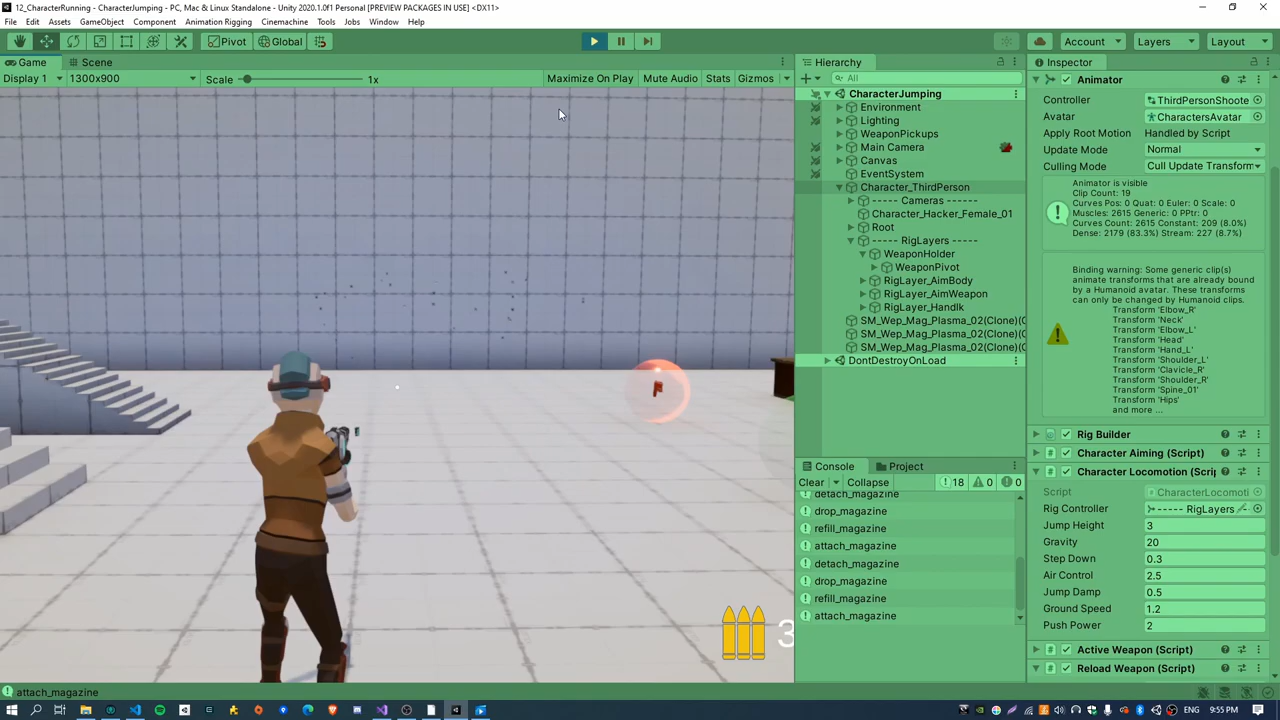 12_CharacterRunning - CharacterJumping - PC, Mac & Linux Standalone - Unity 2020.1.0f1 Personal [PREVIEW PACKAGES IN USE] <DX11>
File Edit Assets GameObject Component Animation Rigging Cinemachine Tools Jobs Window Help
Pivot Global Account Layers Layout
Game Scene
Display 1 1300x900 Scale 1x Maximize On Play Mute Audio Stats Gizmos
3
Hierarchy
All
CharacterJumping
Environment
Lighting
WeaponPickups
Main Camera
Canvas
EventSystem
Character_ThirdPerson
----- Cameras ------
Character_Hacker_Female_01
Root
----- RigLayers -----
WeaponHolder
WeaponPivot
RigLayer_AimBody
RigLayer_AimWeapon
RigLayer_HandIk
SM_Wep_Mag_Plasma_02(Clone)(
SM_Wep_Mag_Plasma_02(Clone)(
SM_Wep_Mag_Plasma_02(Clone)(
DontDestroyOnLoad
Console Project
Clear Collapse 18 0 0
detach_magazine
drop_magazine
refill_magazine
attach_magazine
detach_magazine
drop_magazine
refill_magazine
attach_magazine
Inspector
Animator
Controller ThirdPersonShoote
Avatar CharactersAvatar
Apply Root Motion Handled by Script
Update Mode Normal
Culling Mode Cull Update Transform
Animator is visible
Clip Count: 19
Curves Pos: 0 Quat: 0 Euler: 0 Scale: 0
Muscles: 2615 Generic: 0 PPtr: 0
Curves Count: 2615 Constant: 209 (8.0%)
Dense: 2179 (83.3%) Stream: 227 (8.7%)
Binding warning: Some generic clip(s)
animate transforms that are already bound
by a Humanoid avatar. These transforms
can only be changed by Humanoid clips.
Transform 'Elbow_R'
Transform 'Neck'
Transform 'Elbow_L'
Transform 'Head'
Transform 'Hand_L'
Transform 'Shoulder_L'
Transform 'Clavicle_R'
Transform 'Shoulder_R'
Transform 'Spine_01'
Transform 'Hips'
and more ...
Rig Builder
Character Aiming (Script)
Character Locomotion (Scrip
Script CharacterLocomoti
Rig Controller ----- RigLayers
Jump Height 3
Gravity 20
Step Down 0.3
Air Control 2.5
Jump Damp 0.5
Ground Speed 1.2
Push Power 2
Active Weapon (Script)
Reload Weapon (Script)
attach_magazine
9:55 PM